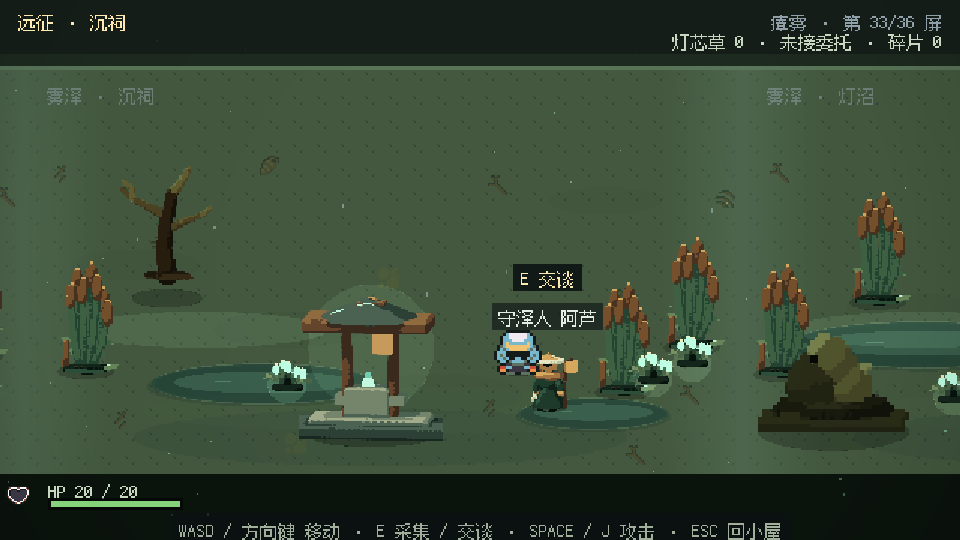 远征 · 沉祠
瘴雾 · 第 33/36 屏
灯芯草 0 · 未接委托 · 碎片 0
雾泽 · 沉祠
雾泽 · 灯沼
E 交谈
守泽人 阿芦
HP 20 / 20
WASD / 方向键 移动 · E 采集 / 交谈 · SPACE / J 攻击 · ESC 回小屋